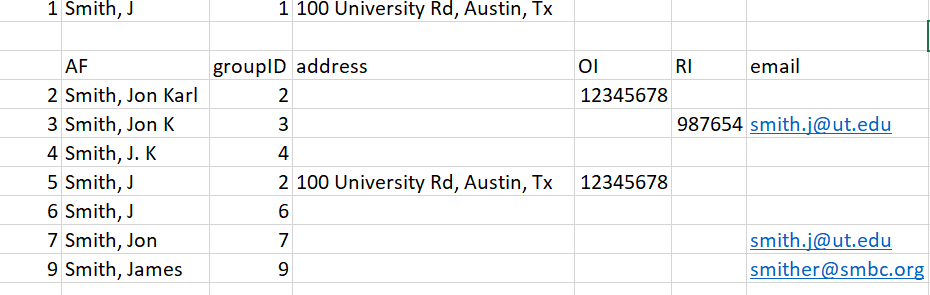 1 Smith, J 1 100 University Rd, Austin, Tx
AF groupID address OI RI email
2 Smith, Jon Karl 2 12345678
3 Smith, Jon K 3 987654 smith.j@ut.edu
4 Smith, J. K 4
5 Smith, J 2 100 University Rd, Austin, Tx 12345678
6 Smith, J 6
7 Smith, Jon 7 smith.j@ut.edu
9 Smith, James 9 smither@smbc.org